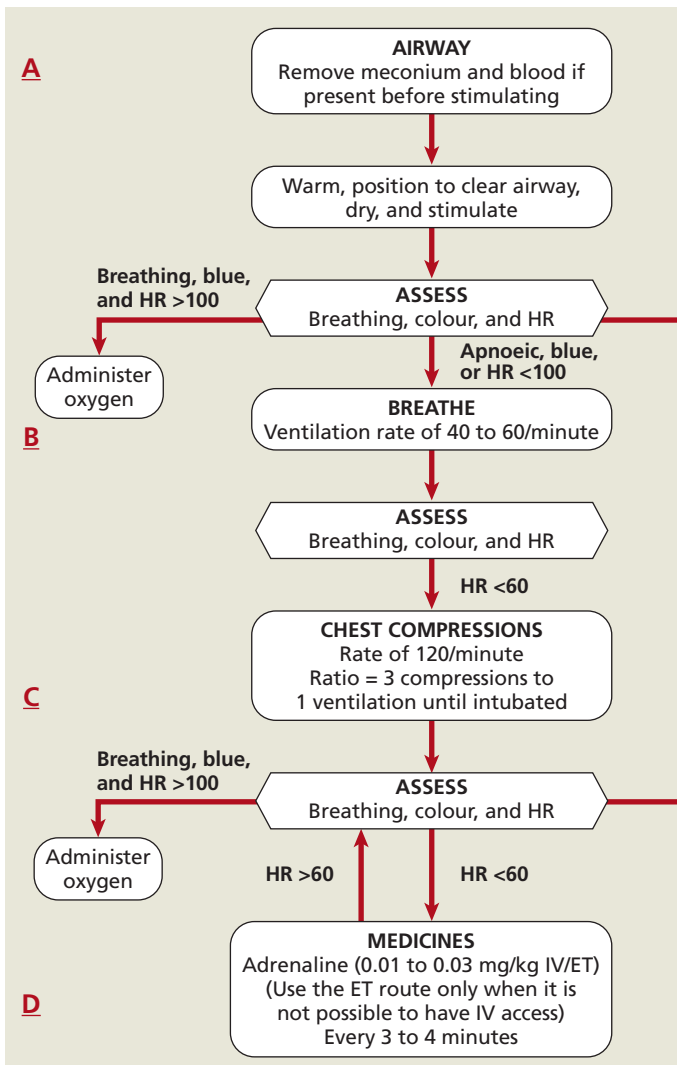 A
AIRWAY
Remove meconium and blood if
present before stimulating
Warm, position to clear airway,
dry, and stimulate
Breathing, blue,
and HR >100
ASSESS
Breathing, colour, and HR
Administer
oxygen
Apnoeic, blue,
or HR <100
B
BREATHE
Ventilation rate of 40 to 60/minute
ASSESS
Breathing, colour, and HR
HR <60
C
CHEST COMPRESSIONS
Rate of 120/minute
Ratio = 3 compressions to
1 ventilation until intubated
Breathing, blue,
and HR >100
ASSESS
Breathing, colour, and HR
Administer
oxygen
HR >60
HR <60
D
MEDICINES
Adrenaline (0.01 to 0.03 mg/kg IV/ET)
(Use the ET route only when it is
not possible to have IV access)
Every 3 to 4 minutes